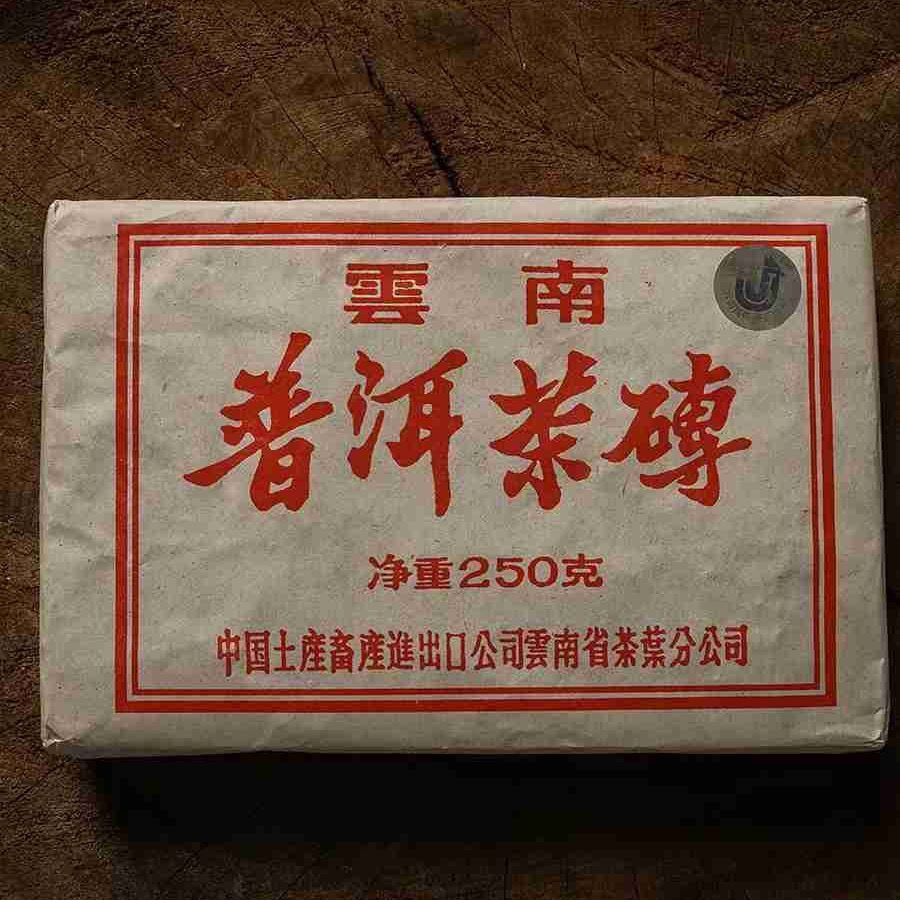 雲南
普洱茶磚
净重250克
中国土産畜産進出口公司雲南省茶葉分公司